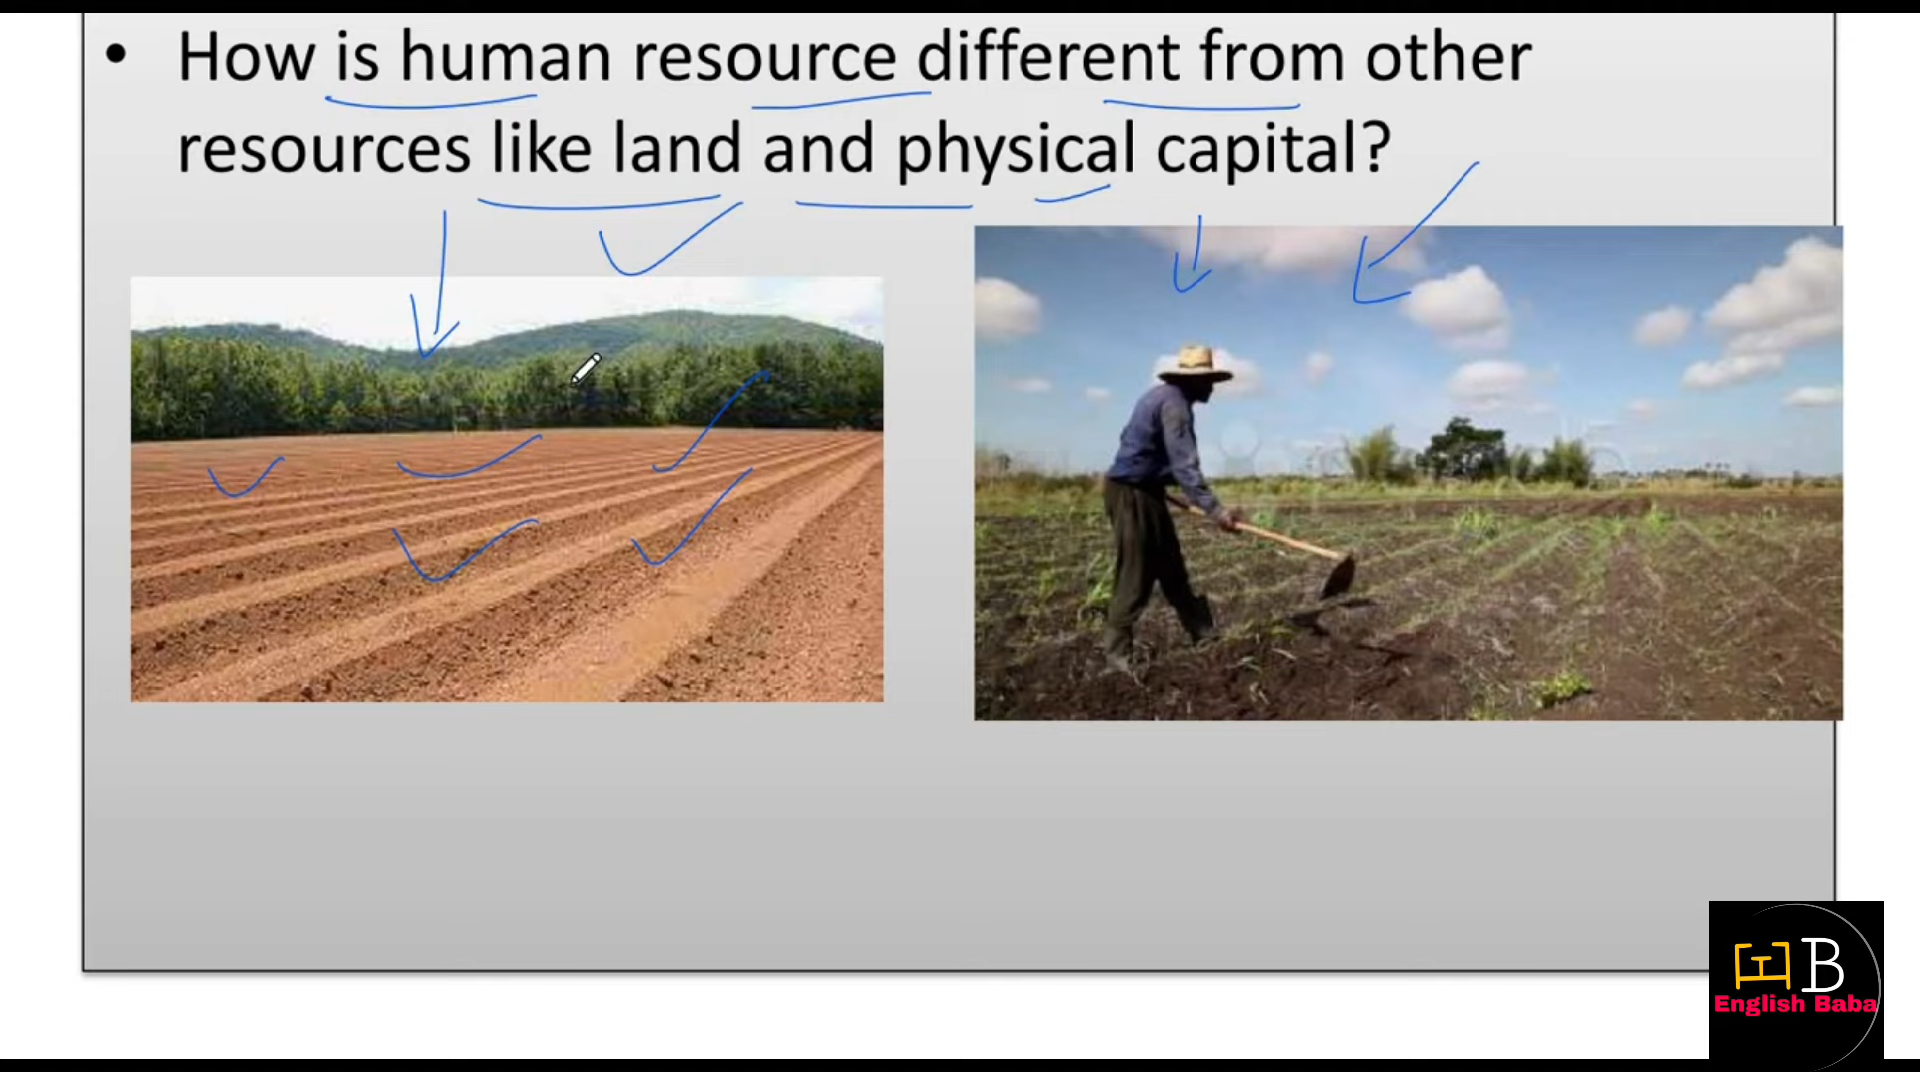 • How is human resource different from other
resources like land and physical capital?
B
English Baba